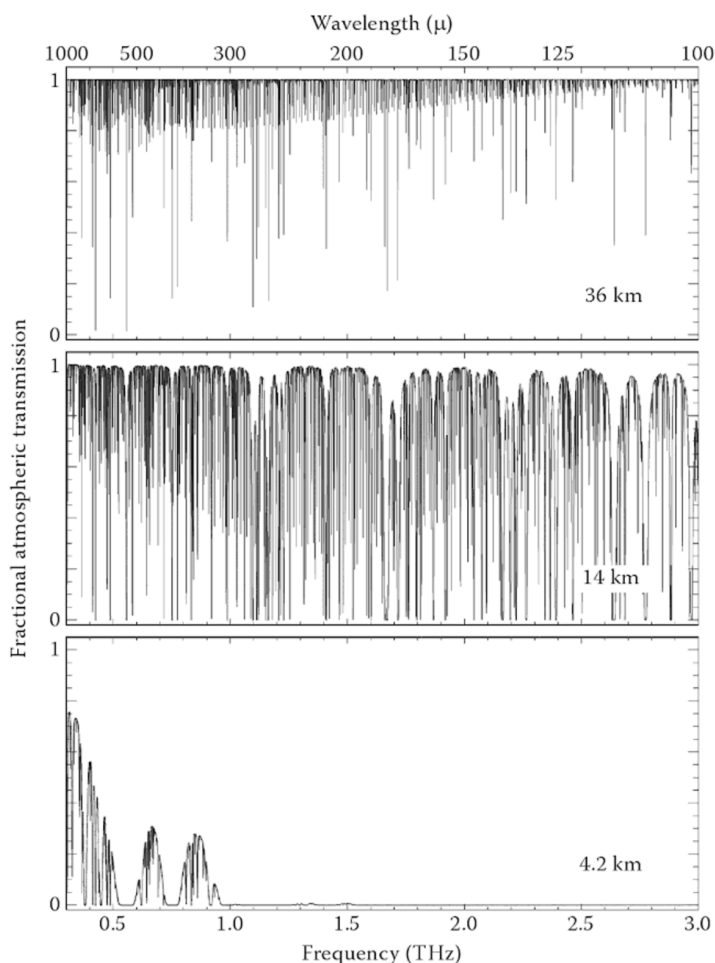 Wavelength (μ)
1000 500 300 200 150 125 100
1
36 km
0
1
14 km
0
1
4.2 km
0
0.5 1.0 1.5 2.0 2.5 3.0
Frequency (THz)
Fractional atmospheric transmission